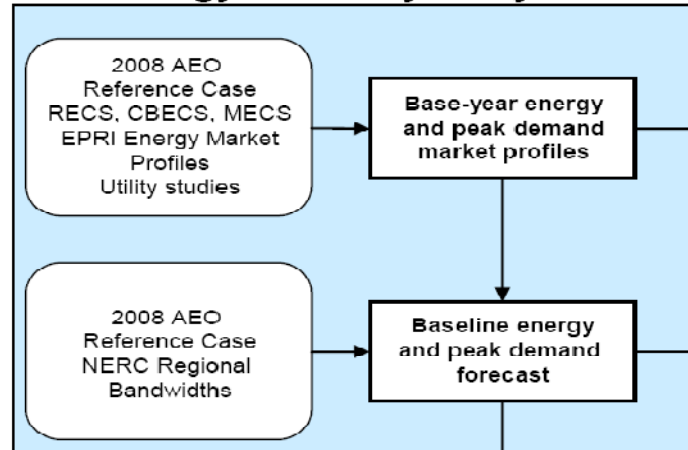 2008 AEO
Reference Case
RECS, CBECS, MECS
EPRI Energy Market
Profiles
Utility studies
Base-year energy
and peak demand
market profiles
2008 AEO
Reference Case
NERC Regional
Bandwidths
Baseline energy
and peak demand
forecast